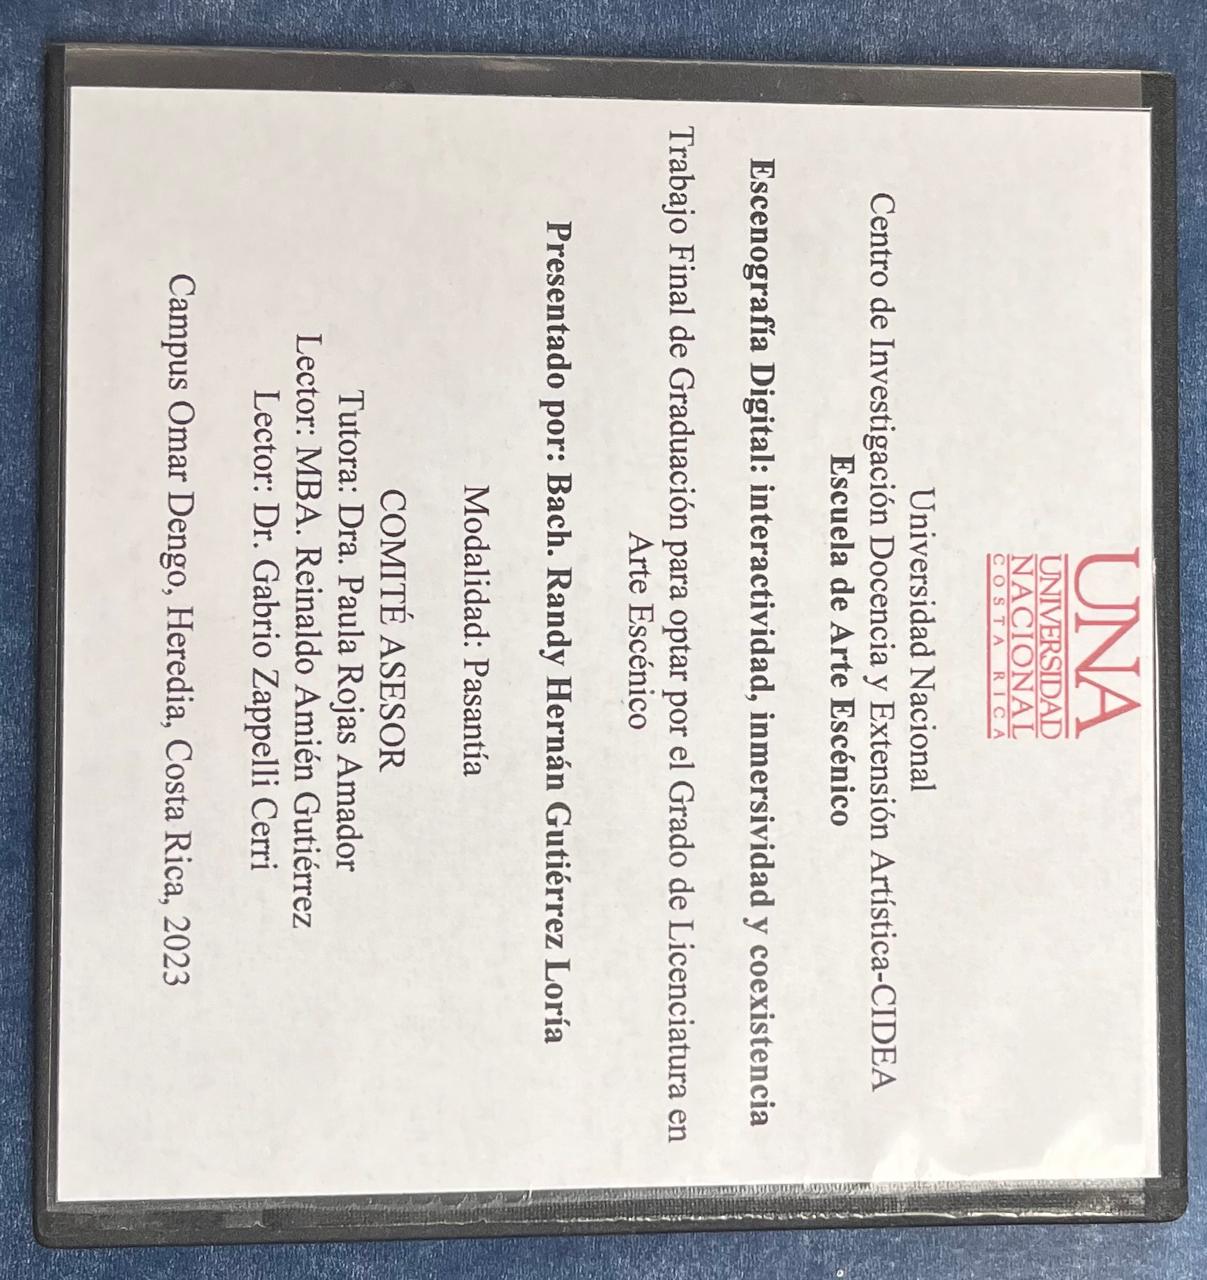 UNA
UNIVERSIDAD
NACIONAL
COSTA RICA
Universidad Nacional
Centro de Investigación Docencia y Extensión Artística-CIDEA
Escuela de Arte Escénico
Escenografía Digital: interactividad, inmersividad y coexistencia
Trabajo Final de Graduación para optar por el Grado de Licenciatura en
Arte Escénico
Presentado por: Bach. Randy Hernán Gutiérrez Loría
Modalidad: Pasantía
COMITÉ ASESOR
Tutora: Dra. Paula Rojas Amador
Lector: MBA. Reinaldo Amién Gutiérrez
Lector: Dr. Gabrio Zappelli Cerri
Campus Omar Dengo, Heredia, Costa Rica, 2023